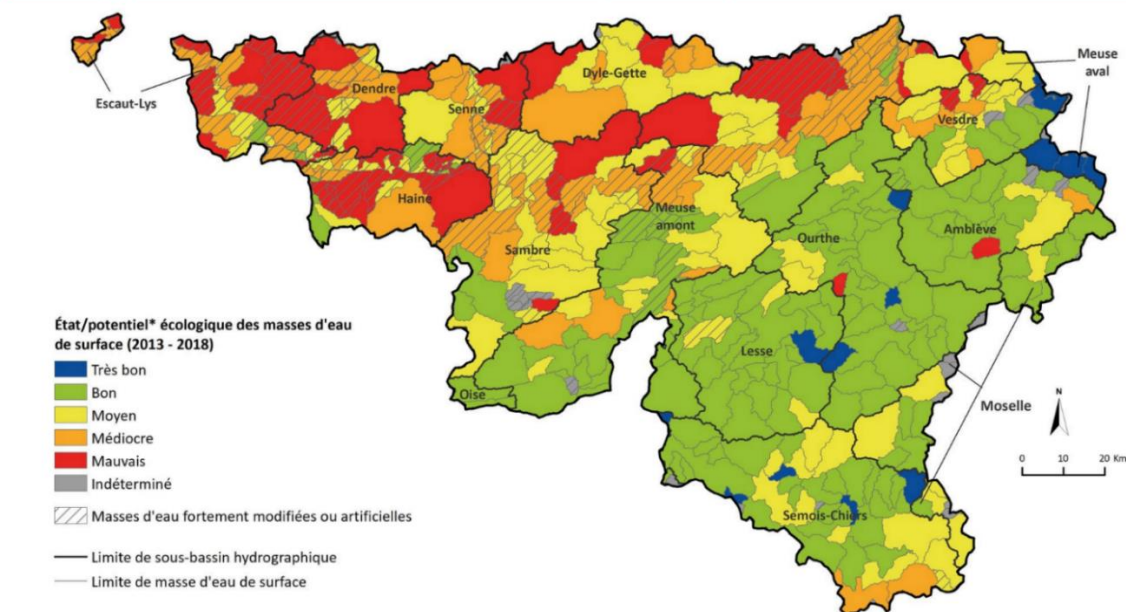 Escaut-Lys
Dendre
Senne
Dyle-Gette
Meuse
aval
Vesdre
Haine
Sambre
Meuse
amont
Ourthe
Amblève
Lesse
Oise
Moselle
Semois-Chiers
État/potentiel* écologique des masses d'eau
de surface (2013 - 2018)
Très bon
Bon
Moyen
Médiocre
Mauvais
Indéterminé
Masses d'eau fortement modifiées ou artificielles
Limite de sous-bassin hydrographique
Limite de masse d'eau de surface
N
0 10 20 Km